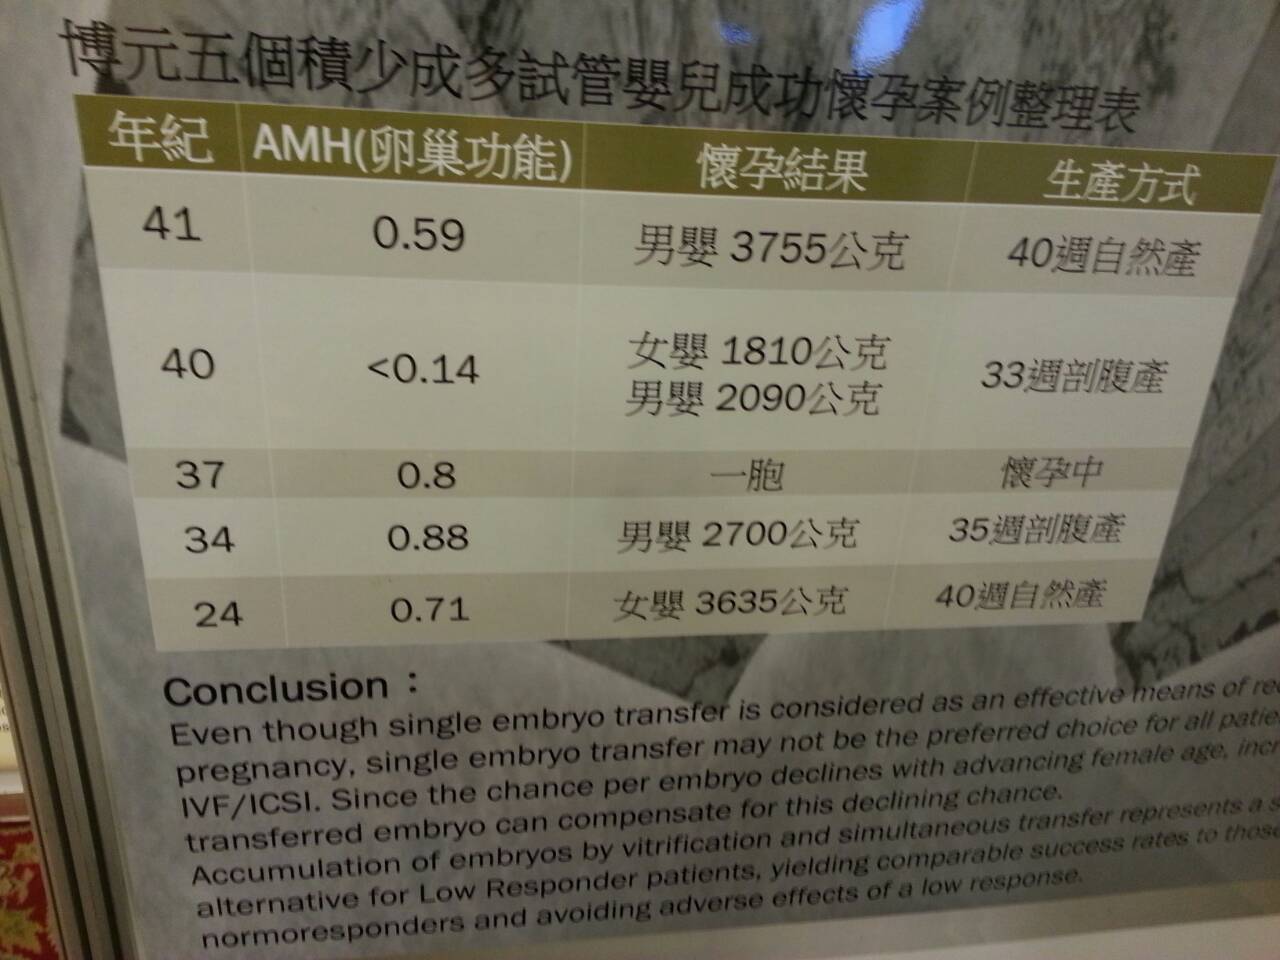 博元五個積少成多試管嬰兒成功懷孕案例整理表
年紀 AMH(卵巢功能) 懷孕結果 生產方式
41 0.59 男嬰 3755公克 40週自然產
40 <0.14 女嬰 1810公克 33週剖腹產
男嬰 2090公克
37 0.8 一胞 懷孕中
34 0.88 男嬰 2700公克 35週剖腹產
24 0.71 女嬰 3635公克 40週自然產
Conclusion：
Even though single embryo transfer is considered as an effective means of
pregnancy, single embryo transfer may not be the preferred choice for all
IVF/ICSI. Since the chance per embryo declines with advancing female age,
transferred embryo can compensate for this declining chance.
Accumulation of embryos by vitrification and simultaneous transfer represents a
alternative for Low Responder patients, yielding comparable success rates to those
normoresponders and avoiding adverse effects of a low response.